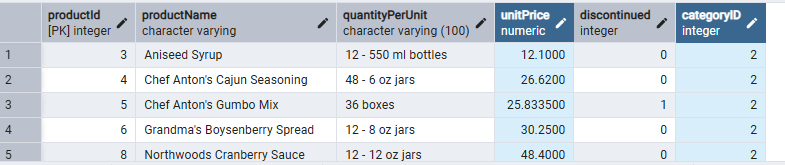 productId productName quantityPerUnit unitPrice discontinued categoryID
[PK] integer character varying character varying (100) numeric integer integer
1 3 Aniseed Syrup 12 - 550 ml bottles 12.1000 0 2
2 4 Chef Anton's Cajun Seasoning 48 - 6 oz jars 26.6200 0 2
3 5 Chef Anton's Gumbo Mix 36 boxes 25.833500 1 2
4 6 Grandma's Boysenberry Spread 12 - 8 oz jars 30.2500 0 2
5 8 Northwoods Cranberry Sauce 12 - 12 oz jars 48.4000 0 2